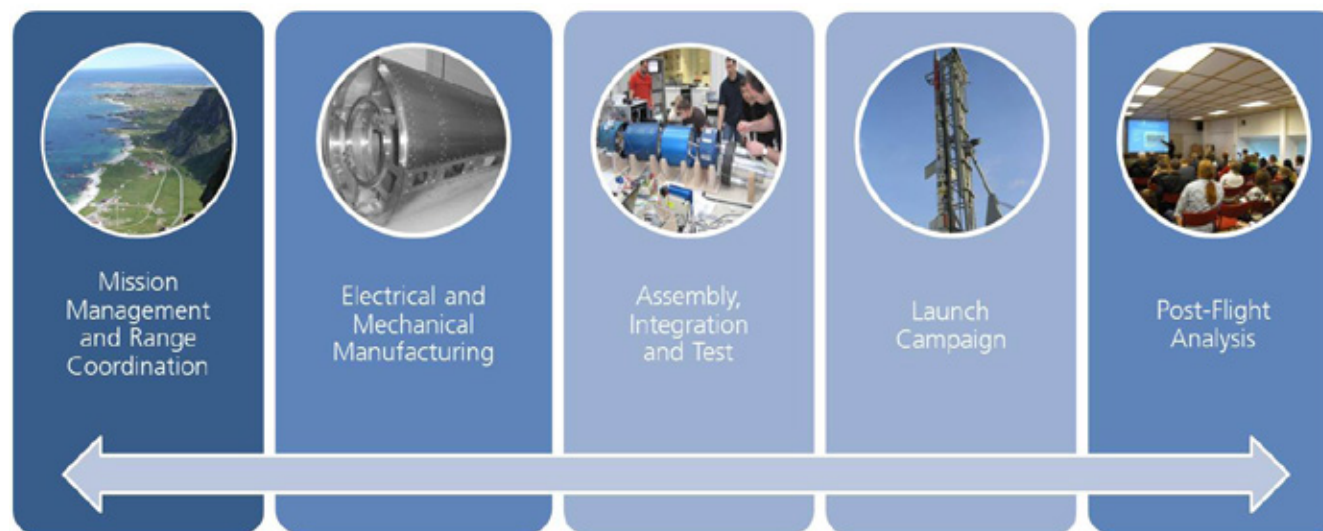 Mission
Management
and Range
Coordination
Electrical and
Mechanical
Manufacturing
Assembly,
Integration
and Test
Launch
Campaign
Post-Flight
Analysis